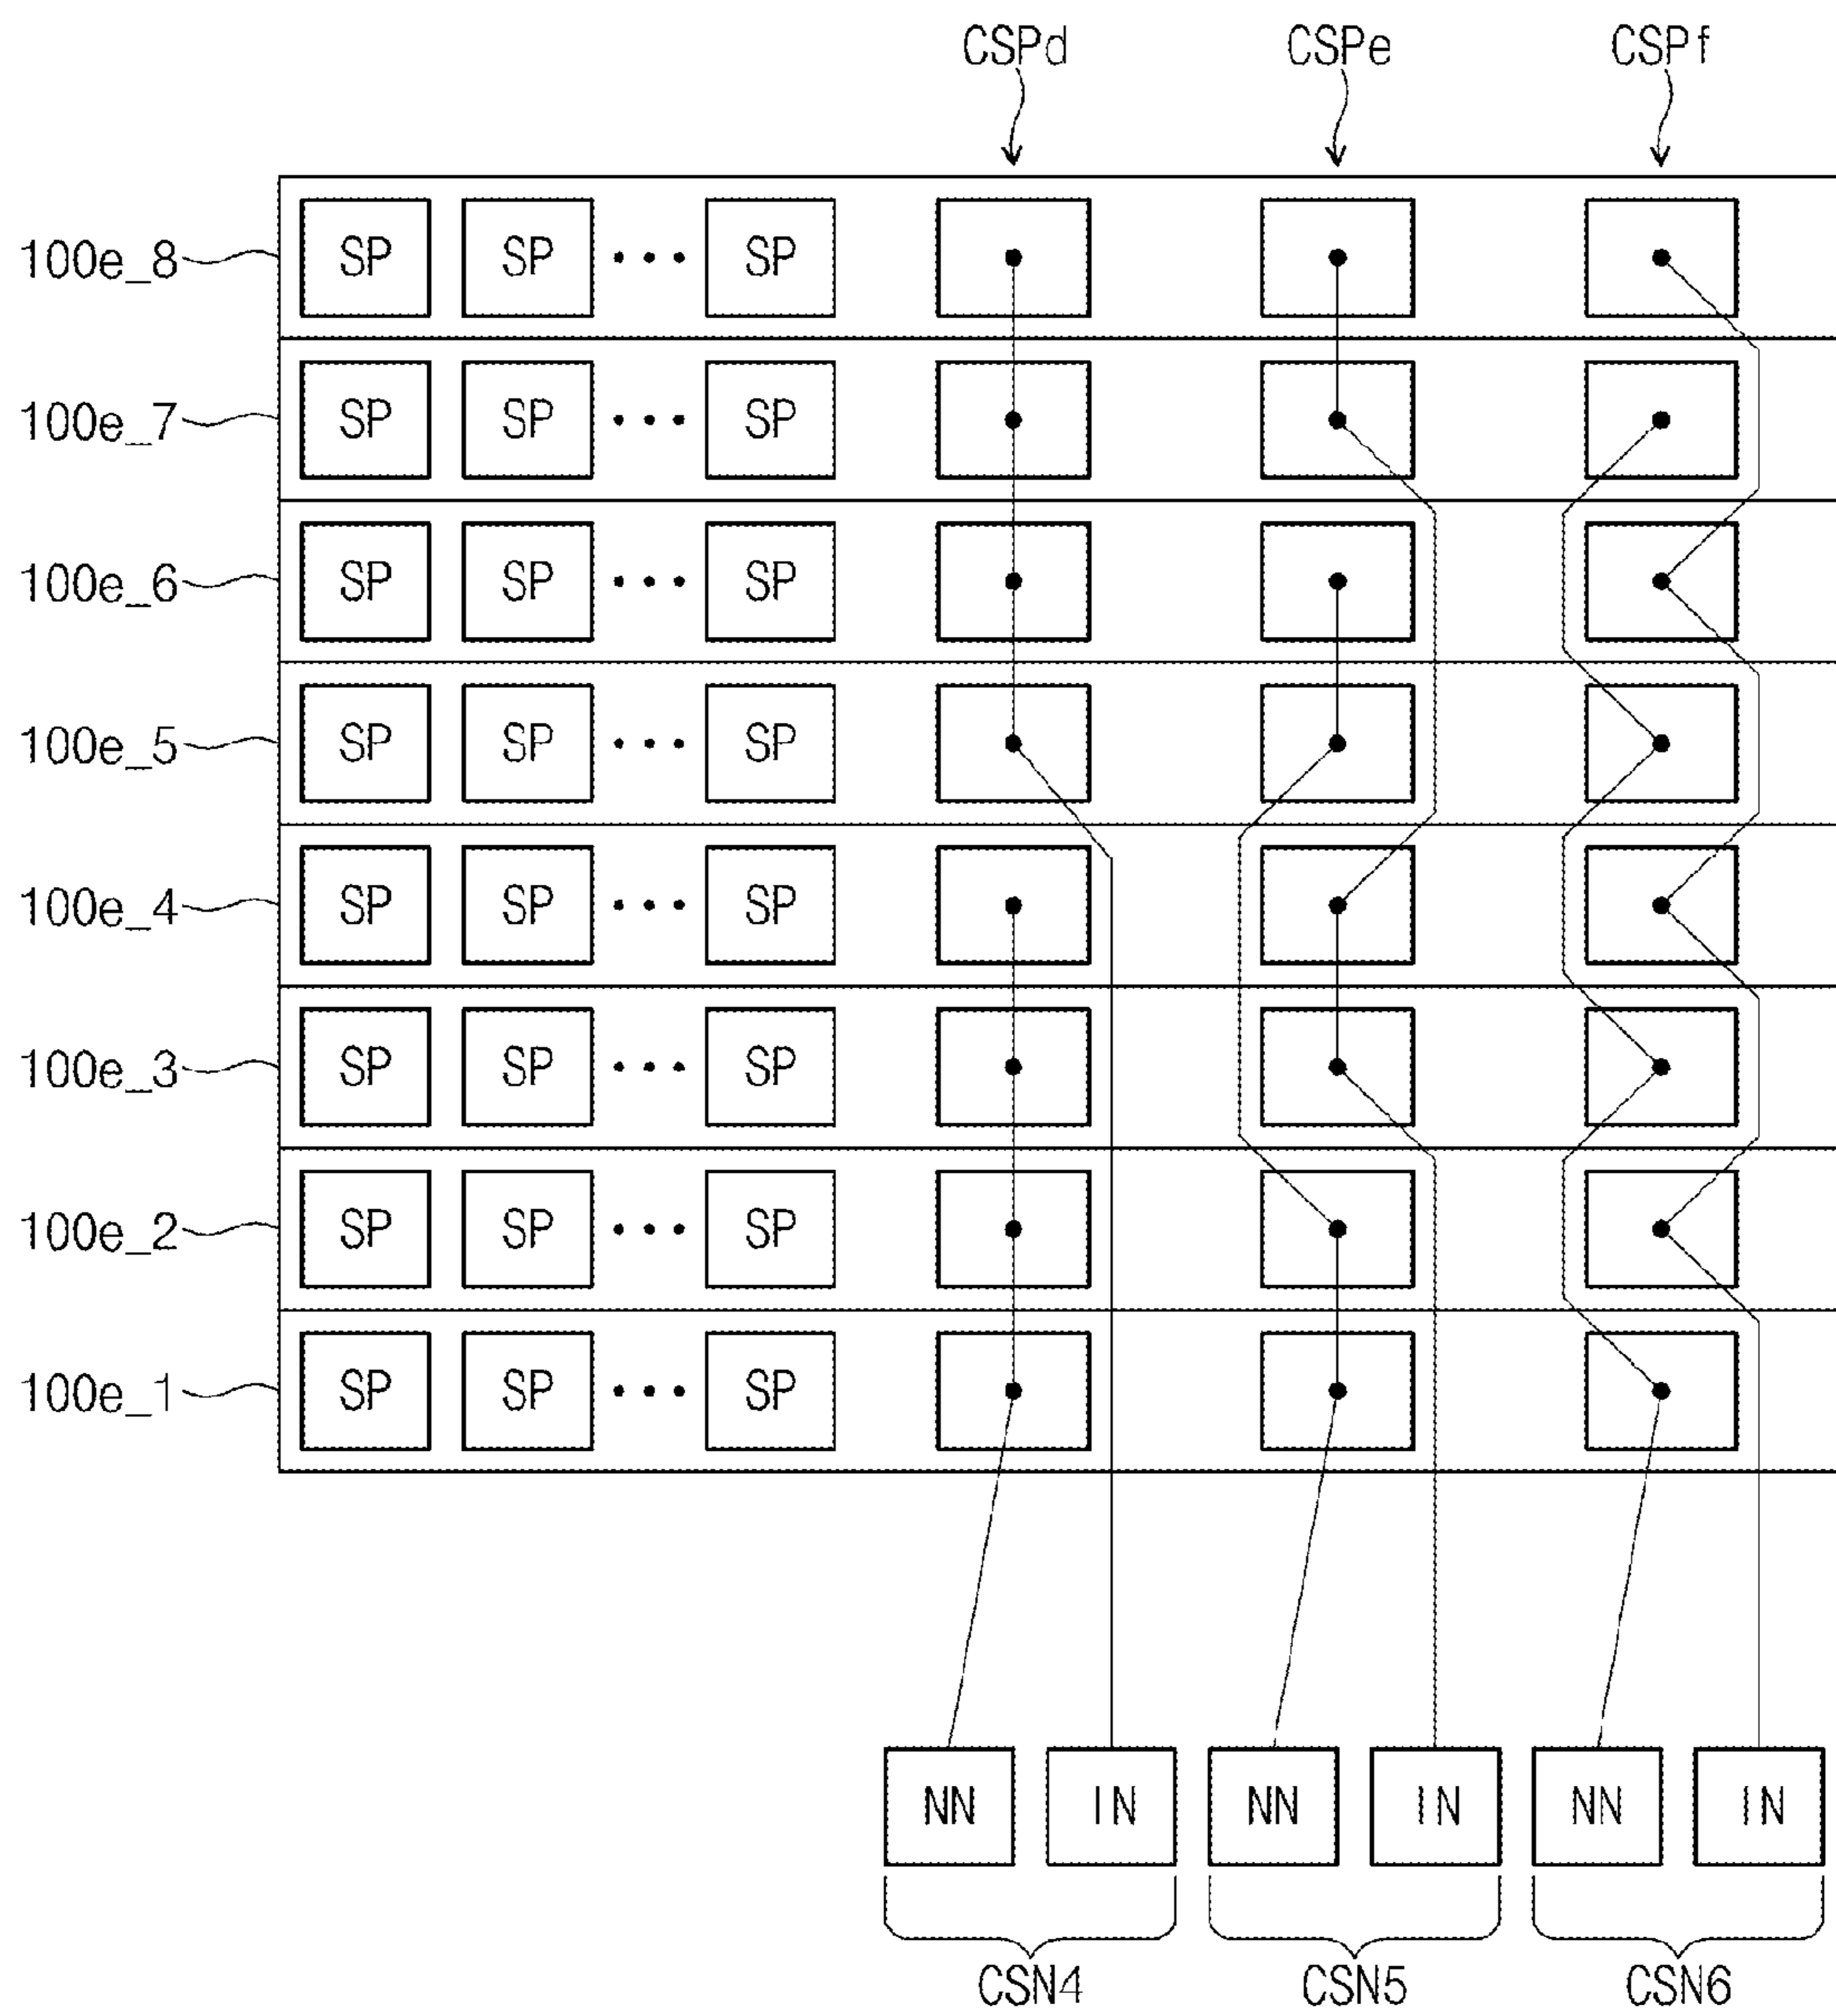 CSPd CSPe CSPf
100e_8 SP SP ... SP
100e_7 SP SP ... SP
100e_6 SP SP ... SP
100e_5 SP SP ... SP
100e_4 SP SP ... SP
100e_3 SP SP ... SP
100e_2 SP SP ... SP
100e_1 SP SP ... SP
NN IN NN IN NN IN
CSN4 CSN5 CSN6